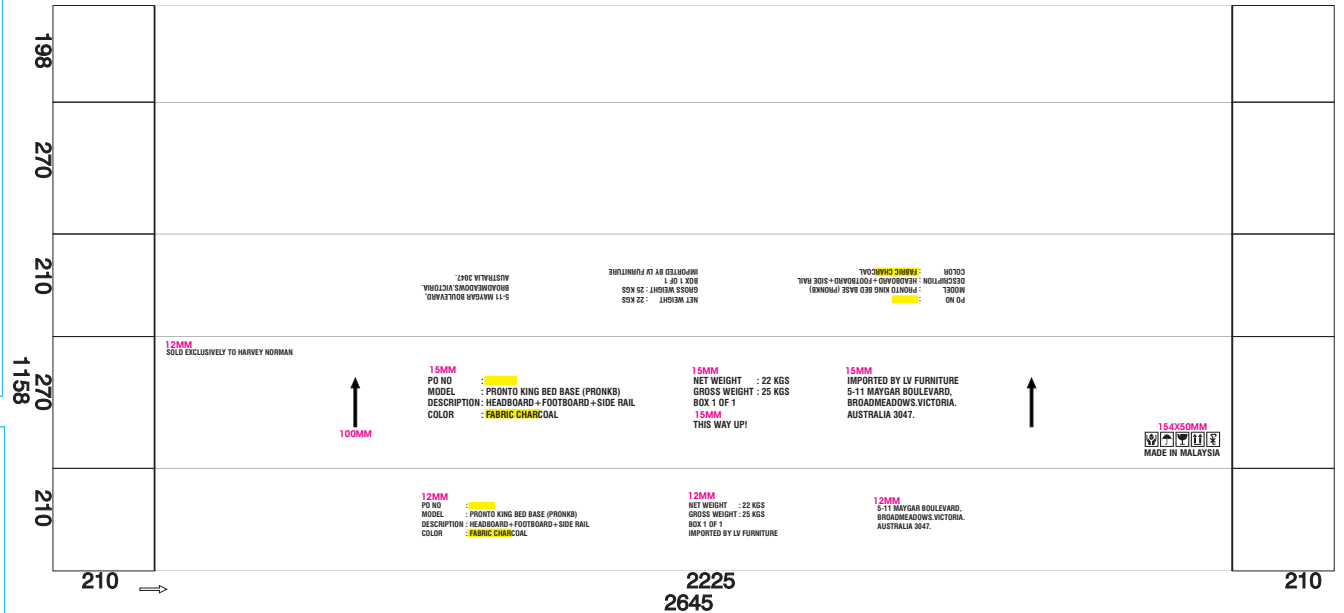 198
270
210
270
210
1158
5-11 MAYGAR BOULEVARD,
BROADMEADOWS.VICTORIA.
AUSTRALIA 3047.
NET WEIGHT : 22 KGS
GROSS WEIGHT : 25 KGS
BOX 1 OF 1
IMPORTED BY LV FURNITURE
PO NO :
MODEL : PRONTO KING BED BASE (PRONKB)
DESCRIPTION : HEADBOARD+FOOTBOARD+SIDE RAIL
COLOR : FABRIC CHARCOAL
12MM
SOLD EXCLUSIVELY TO HARVEY NORMAN
100MM
15MM
PO NO :
MODEL : PRONTO KING BED BASE (PRONKB)
DESCRIPTION : HEADBOARD+FOOTBOARD+SIDE RAIL
COLOR : FABRIC CHARCOAL
15MM
NET WEIGHT : 22 KGS
GROSS WEIGHT : 25 KGS
BOX 1 OF 1
15MM
THIS WAY UP!
15MM
IMPORTED BY LV FURNITURE
5-11 MAYGAR BOULEVARD,
BROADMEADOWS.VICTORIA.
AUSTRALIA 3047.
154X50MM
MADE IN MALAYSIA
12MM
PO NO :
MODEL : PRONTO KING BED BASE (PRONKB)
DESCRIPTION : HEADBOARD+FOOTBOARD+SIDE RAIL
COLOR : FABRIC CHARCOAL
12MM
NET WEIGHT : 22 KGS
GROSS WEIGHT : 25 KGS
BOX 1 OF 1
IMPORTED BY LV FURNITURE
12MM
5-11 MAYGAR BOULEVARD,
BROADMEADOWS.VICTORIA.
AUSTRALIA 3047.
210
2225
210
2645